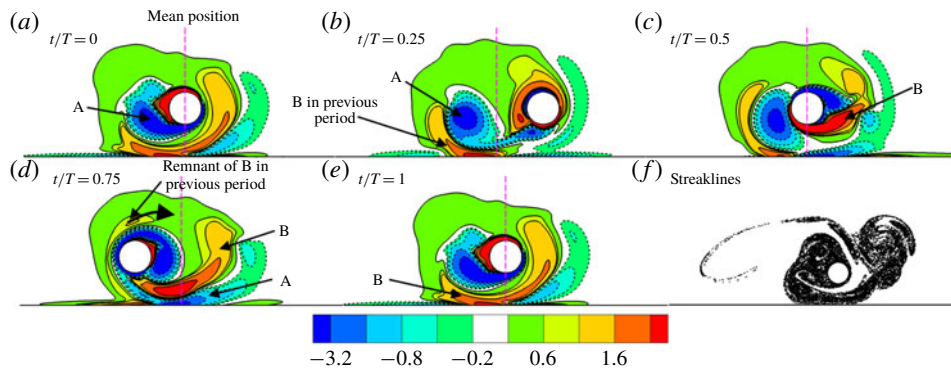 (a)
Mean position
t/T=0
A
(b)
t/T=0.25
A
B in previous
period
(c)
t/T=0.5
B
(d)
t/T=0.75
Remnant of B in
previous period
B
A
(e)
t/T=1
B
(f)
Streaklines
−3.2 −0.8 −0.2 0.6 1.6